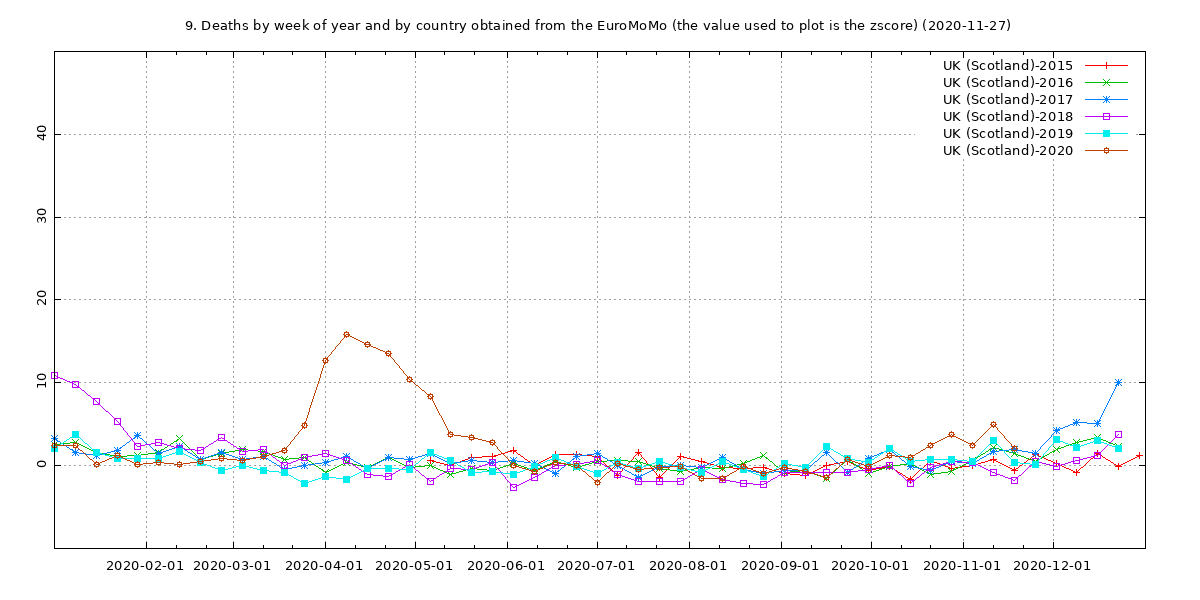 9. Deaths by week of year and by country obtained from the EuroMoMo (the value used to plot is the zscore) (2020-11-27)
UK (Scotland)-2015
UK (Scotland)-2016
UK (Scotland)-2017
UK (Scotland)-2018
UK (Scotland)-2019
UK (Scotland)-2020
40
30
20
10
0
2020-02-01 2020-03-01 2020-04-01 2020-05-01 2020-06-01 2020-07-01 2020-08-01 2020-09-01 2020-10-01 2020-11-01 2020-12-01